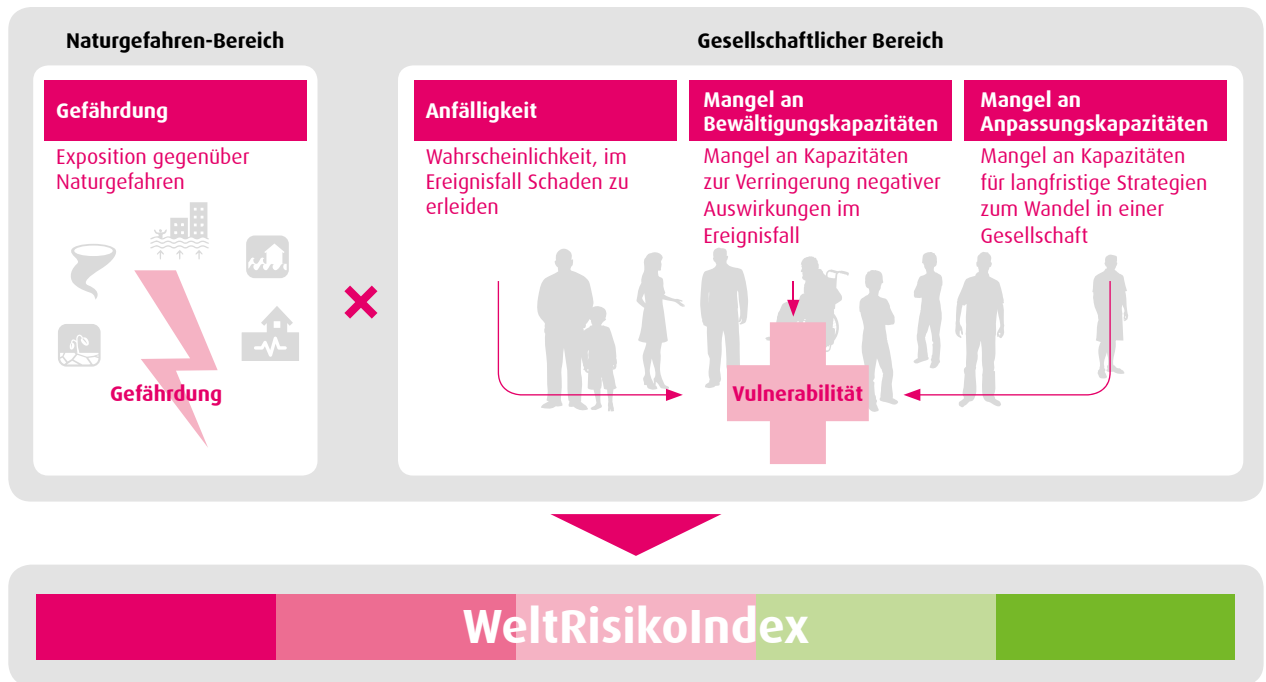 Naturgefahren-Bereich
Gefährdung
Exposition gegenüber
Naturgefahren
Gefährdung
Gesellschaftlicher Bereich
Anfälligkeit
Wahrscheinlichkeit, im
Ereignisfall Schaden zu
erleiden
Mangel an
Bewältigungskapazitäten
Mangel an Kapazitäten
zur Verringerung negativer
Auswirkungen im
Ereignisfall
Mangel an
Anpassungskapazitäten
Mangel an Kapazitäten
für langfristige Strategien
zum Wandel in einer
Gesellschaft
Vulnerabilität
WeltRisikoIndex